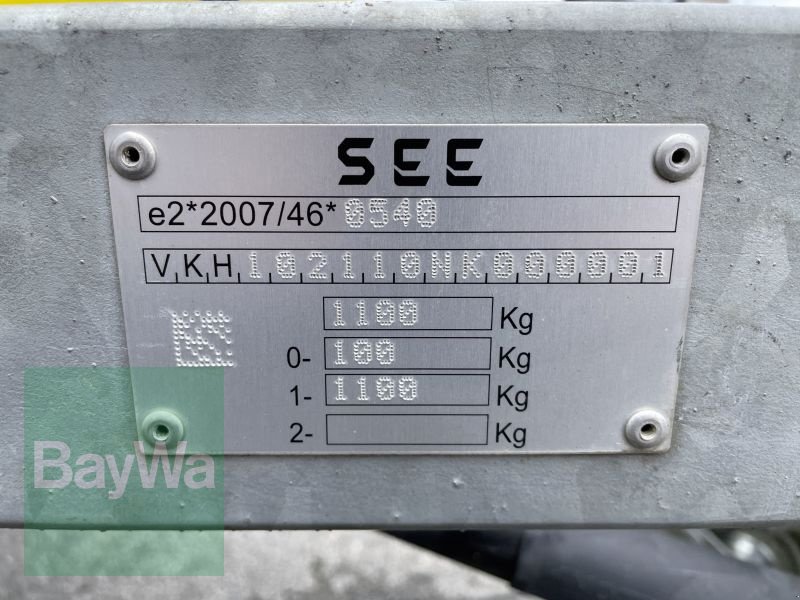 SEE
e2*2007/46*0540
VKH102110NK000001
1100 Kg
0- 100 Kg
1- 1100 Kg
2- Kg
BayWa